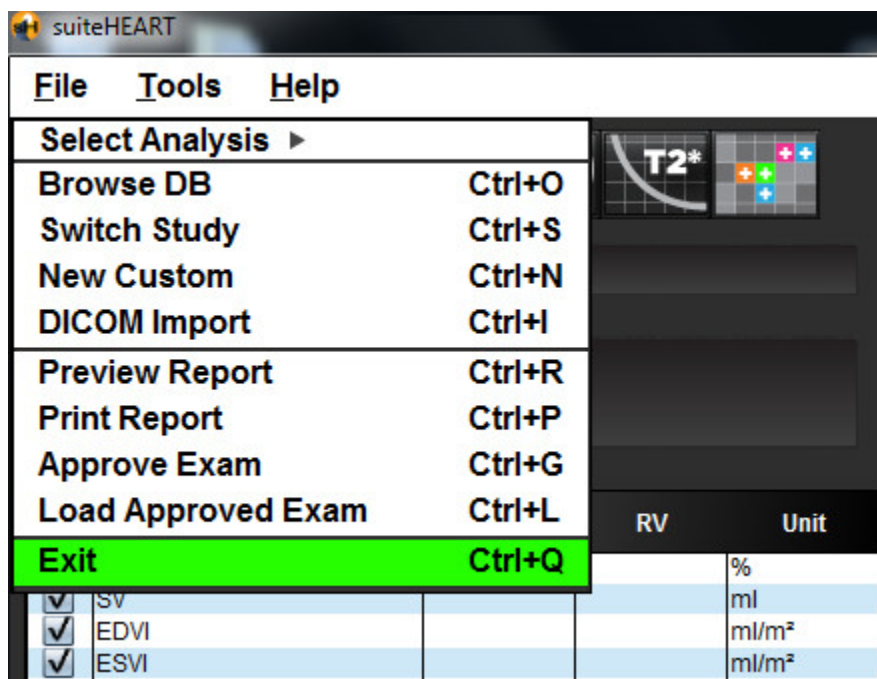 suiteHEART
File Tools Help
Select Analysis
Browse DB Ctrl+O
Switch Study Ctrl+S
New Custom Ctrl+N
DICOM Import Ctrl+I
T2*
Preview Report Ctrl+R
Print Report Ctrl+P
Approve Exam Ctrl+G
Load Approved Exam Ctrl+L
RV Unit
Exit Ctrl+Q
%
SV ml
EDVI ml/m²
ESVI ml/m²